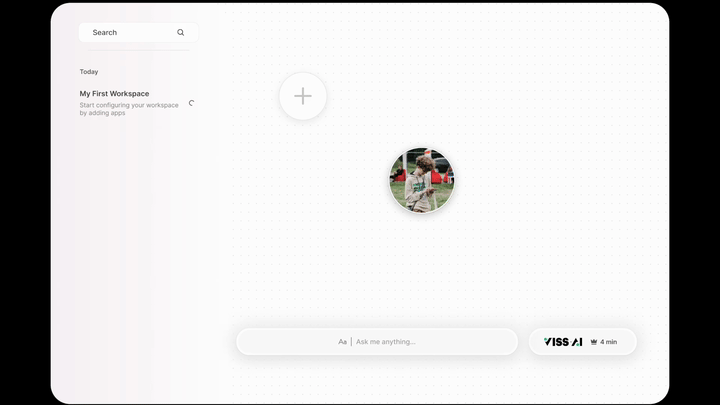 Search
Today
My First Workspace
Start configuring your workspace
by adding apps
Aa
Ask me anything...
VISS AI
4 min